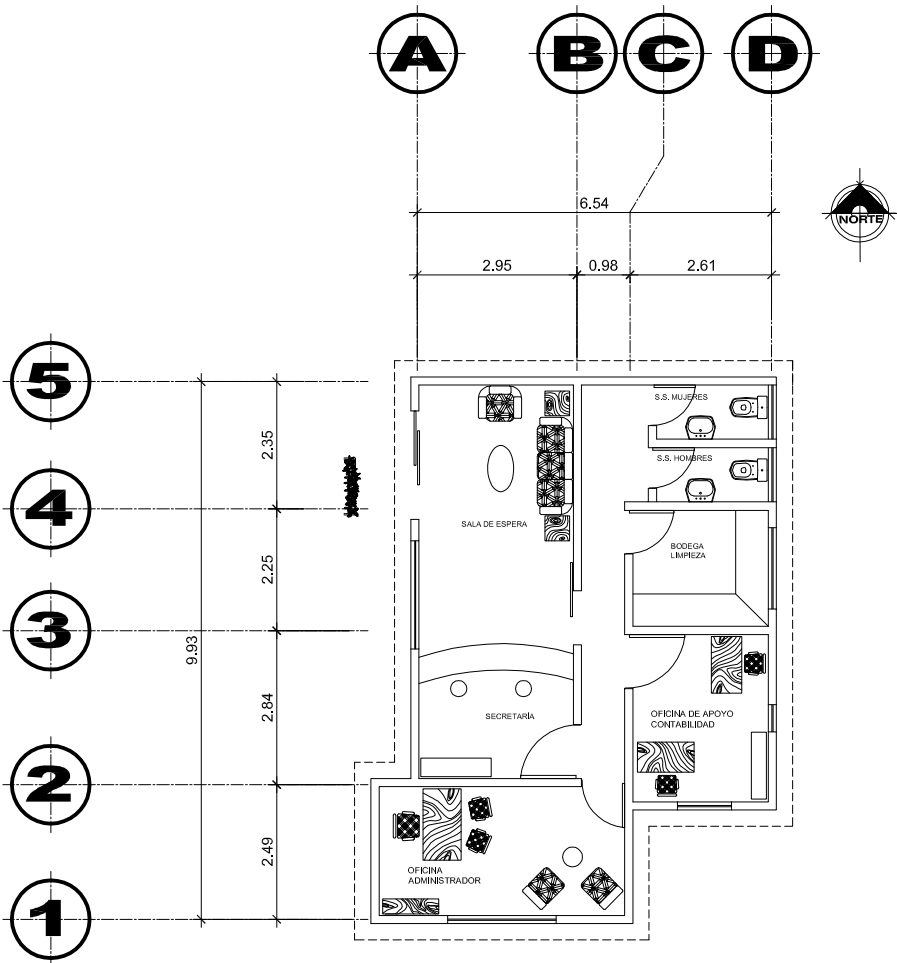 A B C D
6.54
NORTE
2.95 0.98 2.61
5
S.S. MUJERES
2.35
S.S. HOMBRES
4
SALA DE ESPERA
BODEGA
LIMPIEZA
2.25
3
9.93
2.84
SECRETARÍA
OFICINA DE APOYO
CONTABILIDAD
2
2.49
OFICINA
ADMINISTRADOR
1